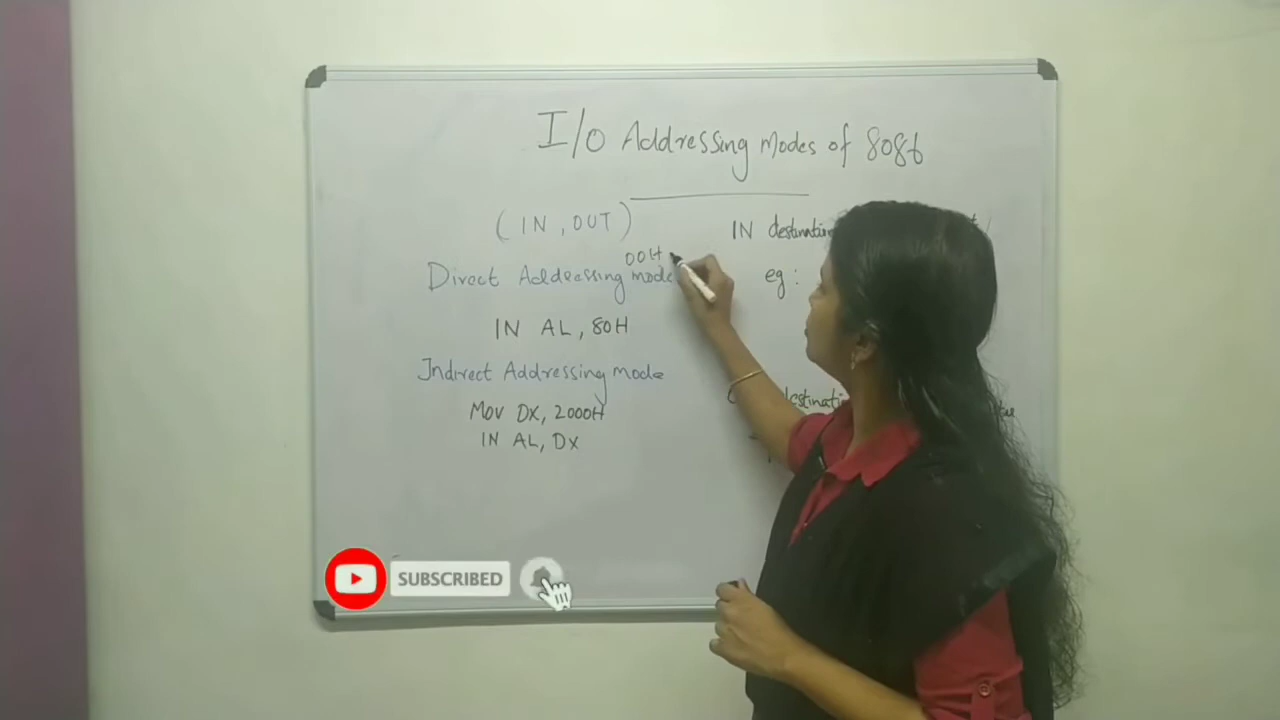 I/o Addressing Modes of 8086
(IN, OUT)
IN
00H
Direct Addressing mode
eg:
IN AL, 80H
Indirect Addressing mode
Mov DX, 2000H
IN AL, DX
SUBSCRIBED